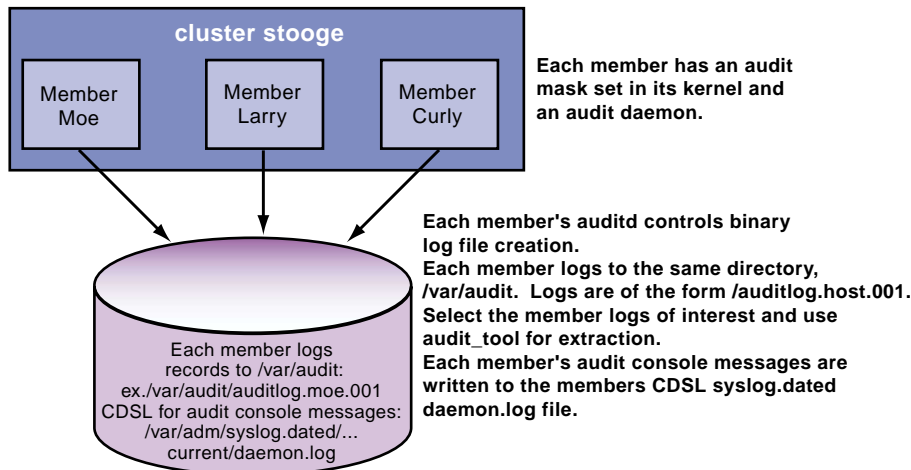 cluster stooge
Member
Moe
Member
Larry
Member
Curly
Each member has an audit
mask set in its kernel and
an audit daemon.
Each member's auditd controls binary
log file creation.
Each member logs to the same directory,
/var/audit. Logs are of the form /auditlog.host.001.
Select the member logs of interest and use
audit_tool for extraction.
Each member's audit console messages are
written to the members CDSL syslog.dated
daemon.log file.
Each member logs
records to /var/audit:
ex./var/audit/auditlog.moe.001
CDSL for audit console messages:
/var/adm/syslog.dated/...
current/daemon.log